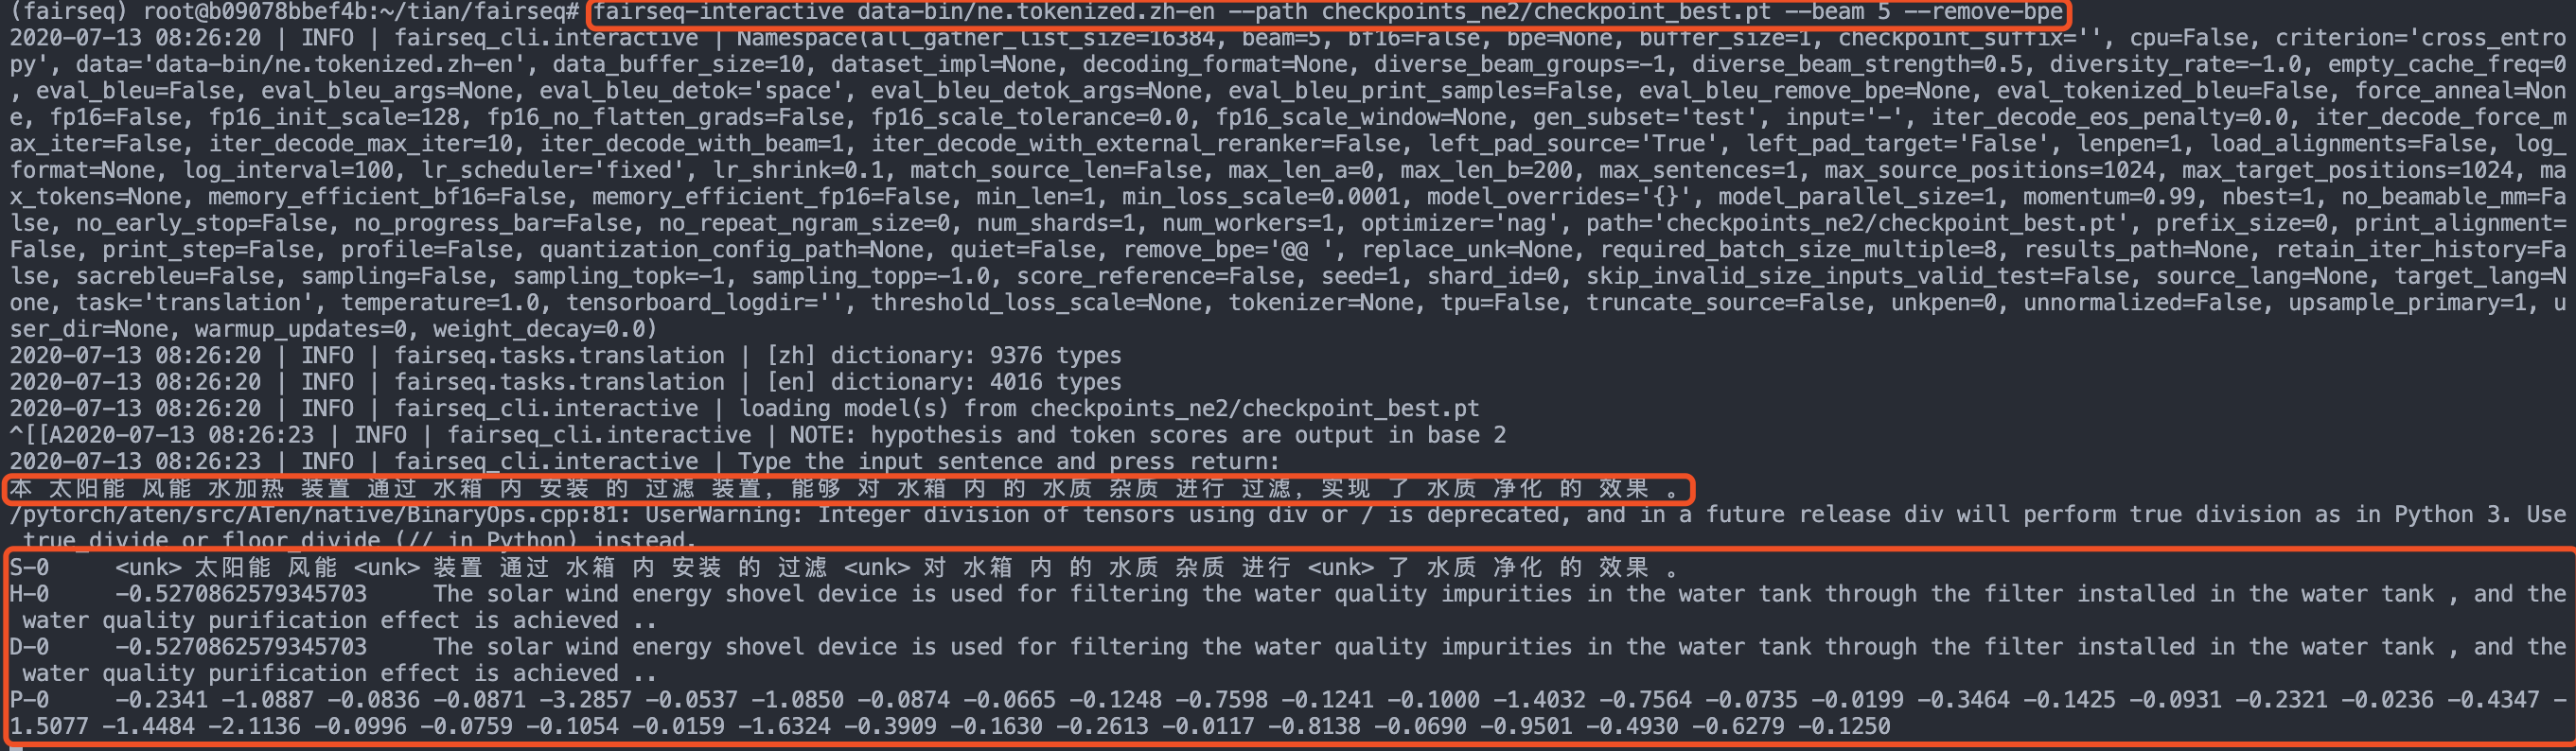 (fairseq) root@b09078bbef4b:~/tian/fairseq# fairseq-interactive data-bin/ne.tokenized.zh-en --path checkpoints_ne2/checkpoint_best.pt --beam 5 --remove-bpe
2020-07-13 08:26:20 | INFO | fairseq_cli.interactive | Namespace(all_gather_list_size=16384, beam=5, bf16=False, bpe=None, buffer_size=1, checkpoint_suffix='', cpu=False, criterion='cross_entro
py', data='data-bin/ne.tokenized.zh-en', data_buffer_size=10, dataset_impl=None, decoding_format=None, diverse_beam_groups=-1, diverse_beam_strength=0.5, diversity_rate=-1.0, empty_cache_freq=0
, eval_bleu=False, eval_bleu_args=None, eval_bleu_detok='space', eval_bleu_detok_args=None, eval_bleu_print_samples=False, eval_bleu_remove_bpe=None, eval_tokenized_bleu=False, force_anneal=Non
e, fp16=False, fp16_init_scale=128, fp16_no_flatten_grads=False, fp16_scale_tolerance=0.0, fp16_scale_window=None, gen_subset='test', input='-', iter_decode_eos_penalty=0.0, iter_decode_force_m
ax_iter=False, iter_decode_max_iter=10, iter_decode_with_beam=1, iter_decode_with_external_reranker=False, left_pad_source='True', left_pad_target='False', lenpen=1, load_alignments=False, log_
format=None, log_interval=100, lr_scheduler='fixed', lr_shrink=0.1, match_source_len=False, max_len_a=0, max_len_b=200, max_sentences=1, max_source_positions=1024, max_target_positions=1024, ma
x_tokens=None, memory_efficient_bf16=False, memory_efficient_fp16=False, min_len=1, min_loss_scale=0.0001, model_overrides='{}', model_parallel_size=1, momentum=0.99, nbest=1, no_beamable_mm=Fa
lse, no_early_stop=False, no_progress_bar=False, no_repeat_ngram_size=0, num_shards=1, num_workers=1, optimizer='nag', path='checkpoints_ne2/checkpoint_best.pt', prefix_size=0, print_alignment=
False, print_step=False, profile=False, quantization_config_path=None, quiet=False, remove_bpe='@@ ', replace_unk=None, required_batch_size_multiple=8, results_path=None, retain_iter_history=Fa
lse, sacrebleu=False, sampling=False, sampling_topk=-1, sampling_topp=-1.0, score_reference=False, seed=1, shard_id=0, skip_invalid_size_inputs_valid_test=False, source_lang=None, target_lang=N
one, task='translation', temperature=1.0, tensorboard_logdir='', threshold_loss_scale=None, tokenizer=None, tpu=False, truncate_source=False, unkpen=0, unnormalized=False, upsample_primary=1, u
ser_dir=None, warmup_updates=0, weight_decay=0.0)
2020-07-13 08:26:20 | INFO | fairseq.tasks.translation | [zh] dictionary: 9376 types
2020-07-13 08:26:20 | INFO | fairseq.tasks.translation | [en] dictionary: 4016 types
2020-07-13 08:26:20 | INFO | fairseq_cli.interactive | loading model(s) from checkpoints_ne2/checkpoint_best.pt
^[[A2020-07-13 08:26:23 | INFO | fairseq_cli.interactive | NOTE: hypothesis and token scores are output in base 2
2020-07-13 08:26:23 | INFO | fairseq_cli.interactive | Type the input sentence and press return:
本 太阳能 风能 水加热 装置 通过 水箱 内 安装 的 过滤 装置，能够 对 水箱 内 的 水质 杂质 进行 过滤，实现 了 水质 净化 的 效果 。
/pytorch/aten/src/ATen/native/BinaryOps.cpp:81: UserWarning: Integer division of tensors using div or / is deprecated, and in a future release div will perform true division as in Python 3. Use
 true_divide or floor_divide (// in Python) instead.
S-0 <unk> 太阳能 风能 <unk> 装置 通过 水箱 内 安装 的 过滤 <unk> 对 水箱 内 的 水质 杂质 进行 <unk> 了 水质 净化 的 效果 。
H-0 -0.5270862579345703 The solar wind energy shovel device is used for filtering the water quality impurities in the water tank through the filter installed in the water tank , and the
 water quality purification effect is achieved ..
D-0 -0.5270862579345703 The solar wind energy shovel device is used for filtering the water quality impurities in the water tank through the filter installed in the water tank , and the
 water quality purification effect is achieved ..
P-0 -0.2341 -1.0887 -0.0836 -0.0871 -3.2857 -0.0537 -1.0850 -0.0874 -0.0665 -0.1248 -0.7598 -0.1241 -0.1000 -1.4032 -0.7564 -0.0735 -0.0199 -0.3464 -0.1425 -0.0931 -0.2321 -0.0236 -0.4347 -
1.5077 -1.4484 -2.1136 -0.0996 -0.0759 -0.1054 -0.0159 -1.6324 -0.3909 -0.1630 -0.2613 -0.0117 -0.8138 -0.0690 -0.9501 -0.4930 -0.6279 -0.1250